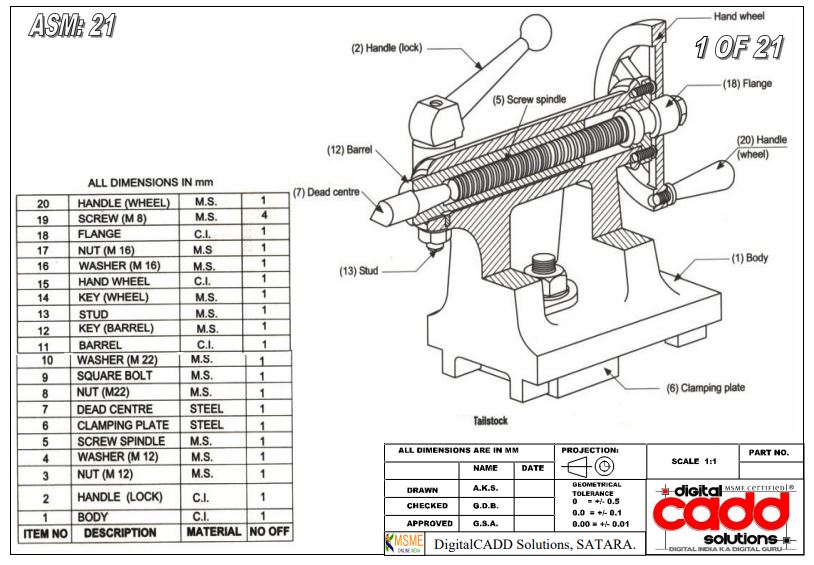 ASM: 21
1 OF 21
Hand wheel
(2) Handle (lock)
(18) Flange
(5) Screw spindle
(20) Handle
(wheel)
(12) Barrel
(7) Dead centre
(13) Stud
(1) Body
(6) Clamping plate
Tailstock
ALL DIMENSIONS IN mm
20 HANDLE (WHEEL) M.S. 1
19 SCREW (M 8) M.S. 4
18 FLANGE C.I. 1
17 NUT (M 16) M.S 1
16 WASHER (M 16) M.S. 1
15 HAND WHEEL C.I. 1
14 KEY (WHEEL) M.S. 1
13 STUD M.S. 1
12 KEY (BARREL) M.S. 1
11 BARREL C.I. 1
10 WASHER (M 22) M.S. 1
9 SQUARE BOLT M.S. 1
8 NUT (M22) M.S. 1
7 DEAD CENTRE STEEL 1
6 CLAMPING PLATE STEEL 1
5 SCREW SPINDLE M.S. 1
4 WASHER (M 12) M.S. 1
3 NUT (M 12) M.S. 1
2 HANDLE (LOCK) C.I. 1
1 BODY C.I. 1
ITEM NO DESCRIPTION MATERIAL NO OFF
ALL DIMENSIONS ARE IN MM
NAME DATE
DRAWN A.K.S.
CHECKED G.D.B.
APPROVED G.S.A.
PROJECTION:
GEOMETRICAL
TOLERANCE
0 = +/- 0.5
0.0 = +/- 0.1
0.00 = +/- 0.01
SCALE 1:1
PART NO.
MSME
ONLINE NOW
DigitalCADD Solutions, SATARA.
digital MSME CERTIFIED ®
cadd
solutions
DIGITAL INDIA KA DIGITAL GURU